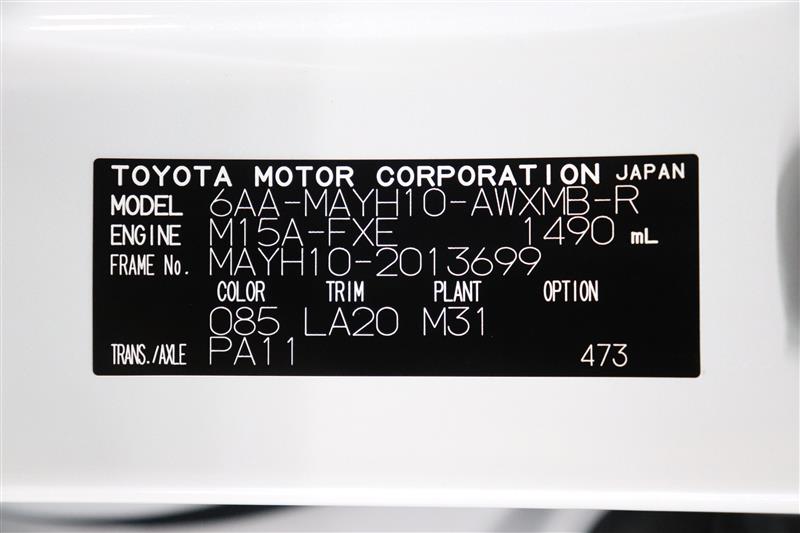 TOYOTA MOTOR CORPORATION JAPAN
MODEL 6AA-MAYH10-AWXMB-R
ENGINE M15A-FXE 1490 mL
FRAME No. MAYH10-2013699
COLOR TRIM PLANT OPTION
085 LA20 M31
TRANS./AXLE PA11 473